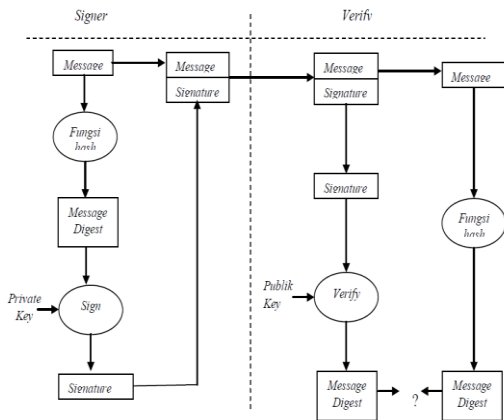 Signer
Message
Fungsi
hash
Message
Digest
Private
Key
Sign
Signature
Message
Signature
Verify
Message
Signature
Signature
Publik
Key
Verify
Message
Digest
?
Message
Fungsi
hash
Message
Digest